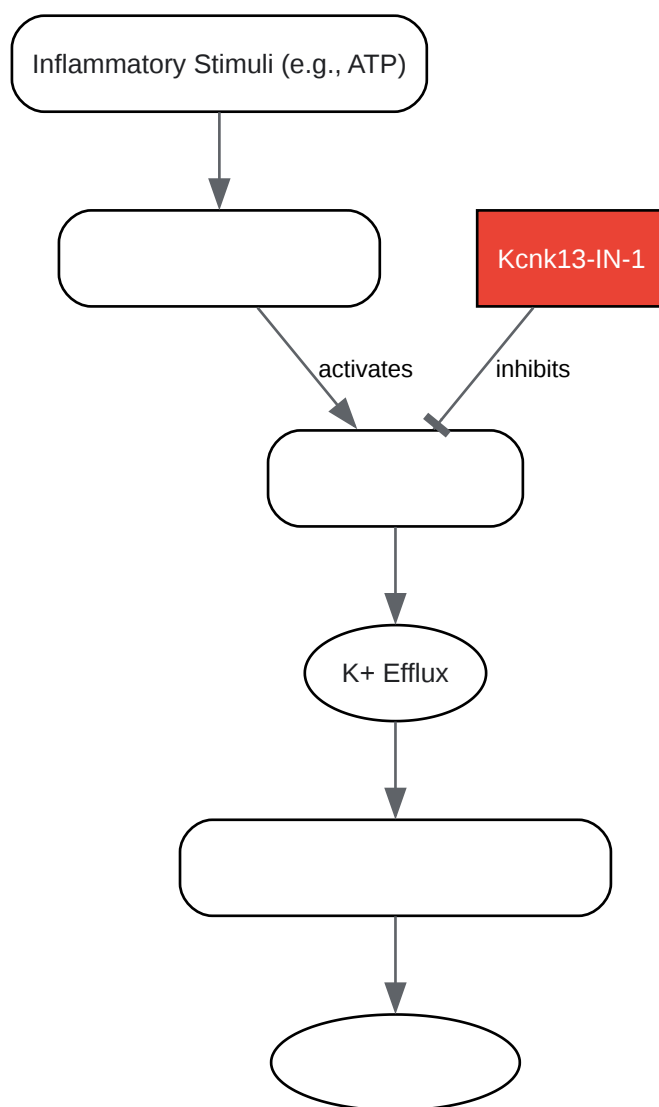 Inflammatory Stimuli (e.g., ATP)
Kcnk13-IN-1
activates
inhibits
K+ Efflux